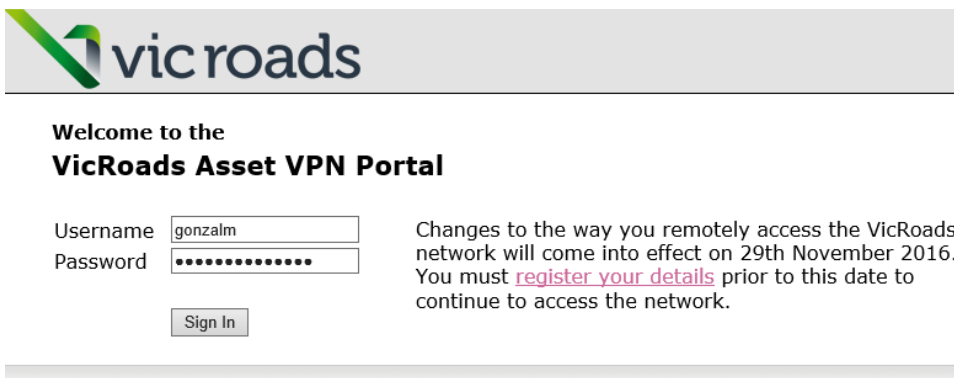 vic roads
Welcome to the
VicRoads Asset VPN Portal
Username gonzalm
Password ••••••••••••••
Sign In
Changes to the way you remotely access the VicRoads
network will come into effect on 29th November 2016.
You must register your details prior to this date to
continue to access the network.